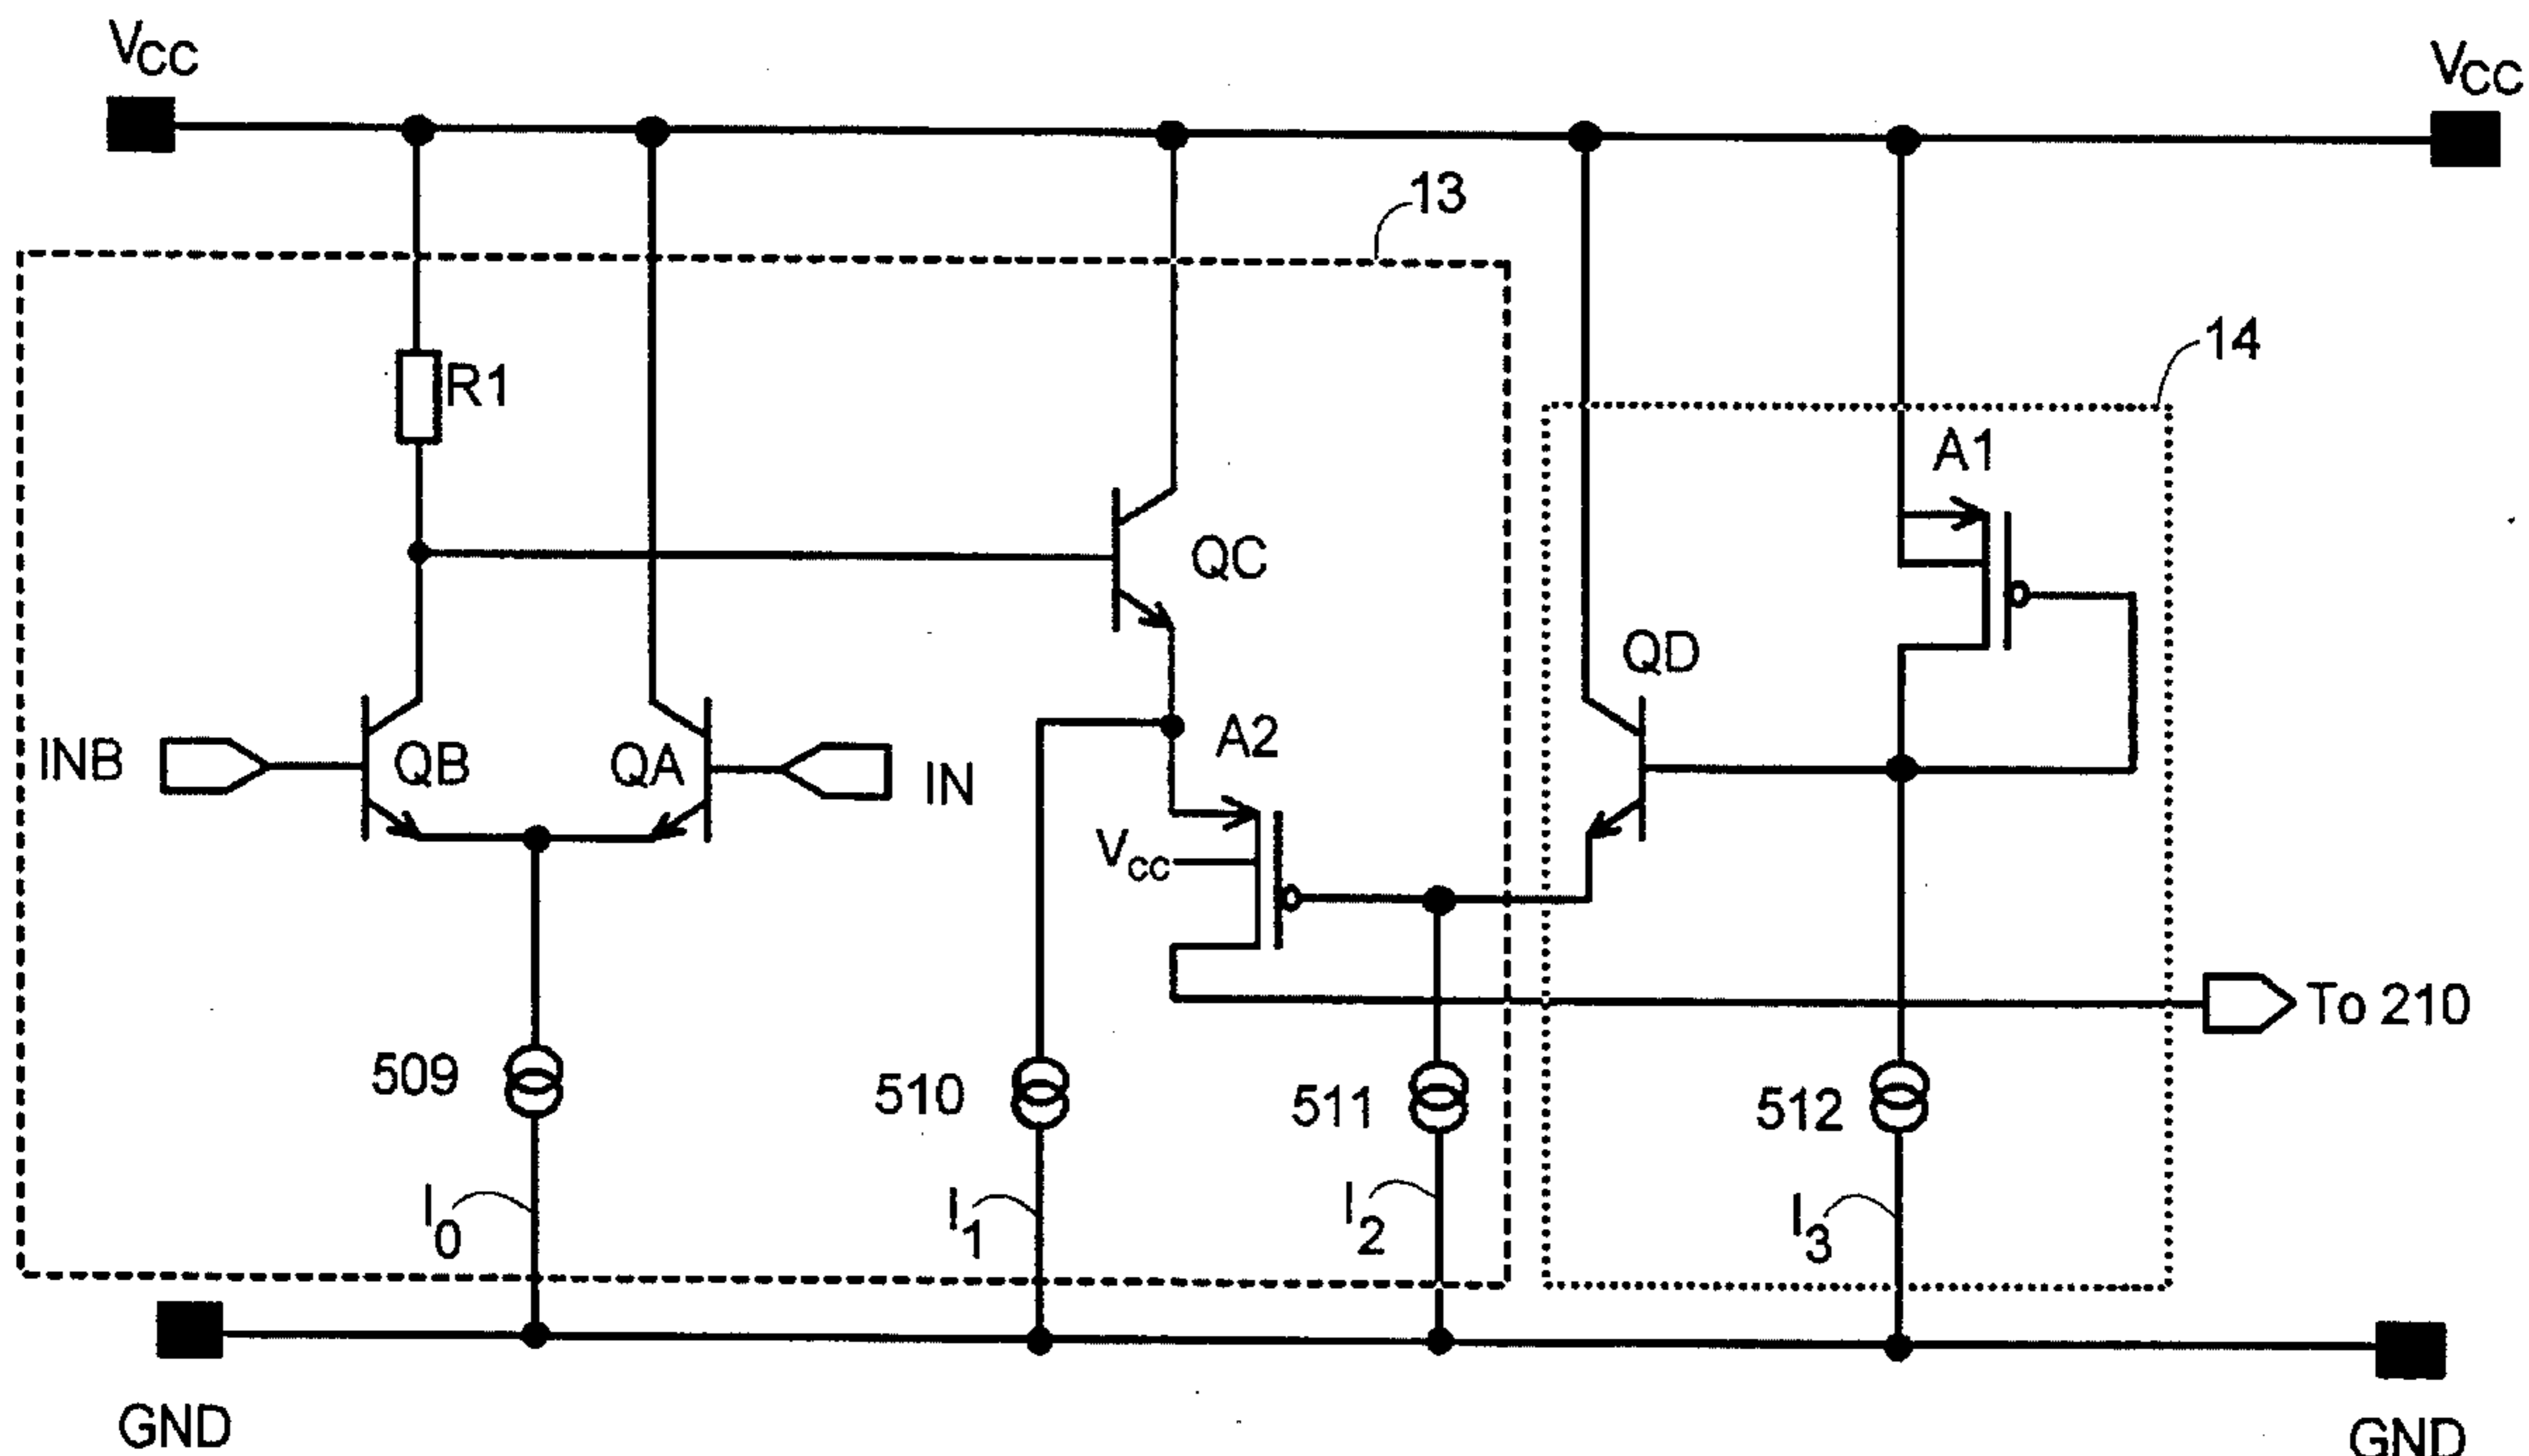 VCC
VCC
13
14
R1
A1
QC
QD
A2
INB
QB
QA
IN
VCC
To 210
509
510
511
512
I0
I1
I2
I3
GND
GND